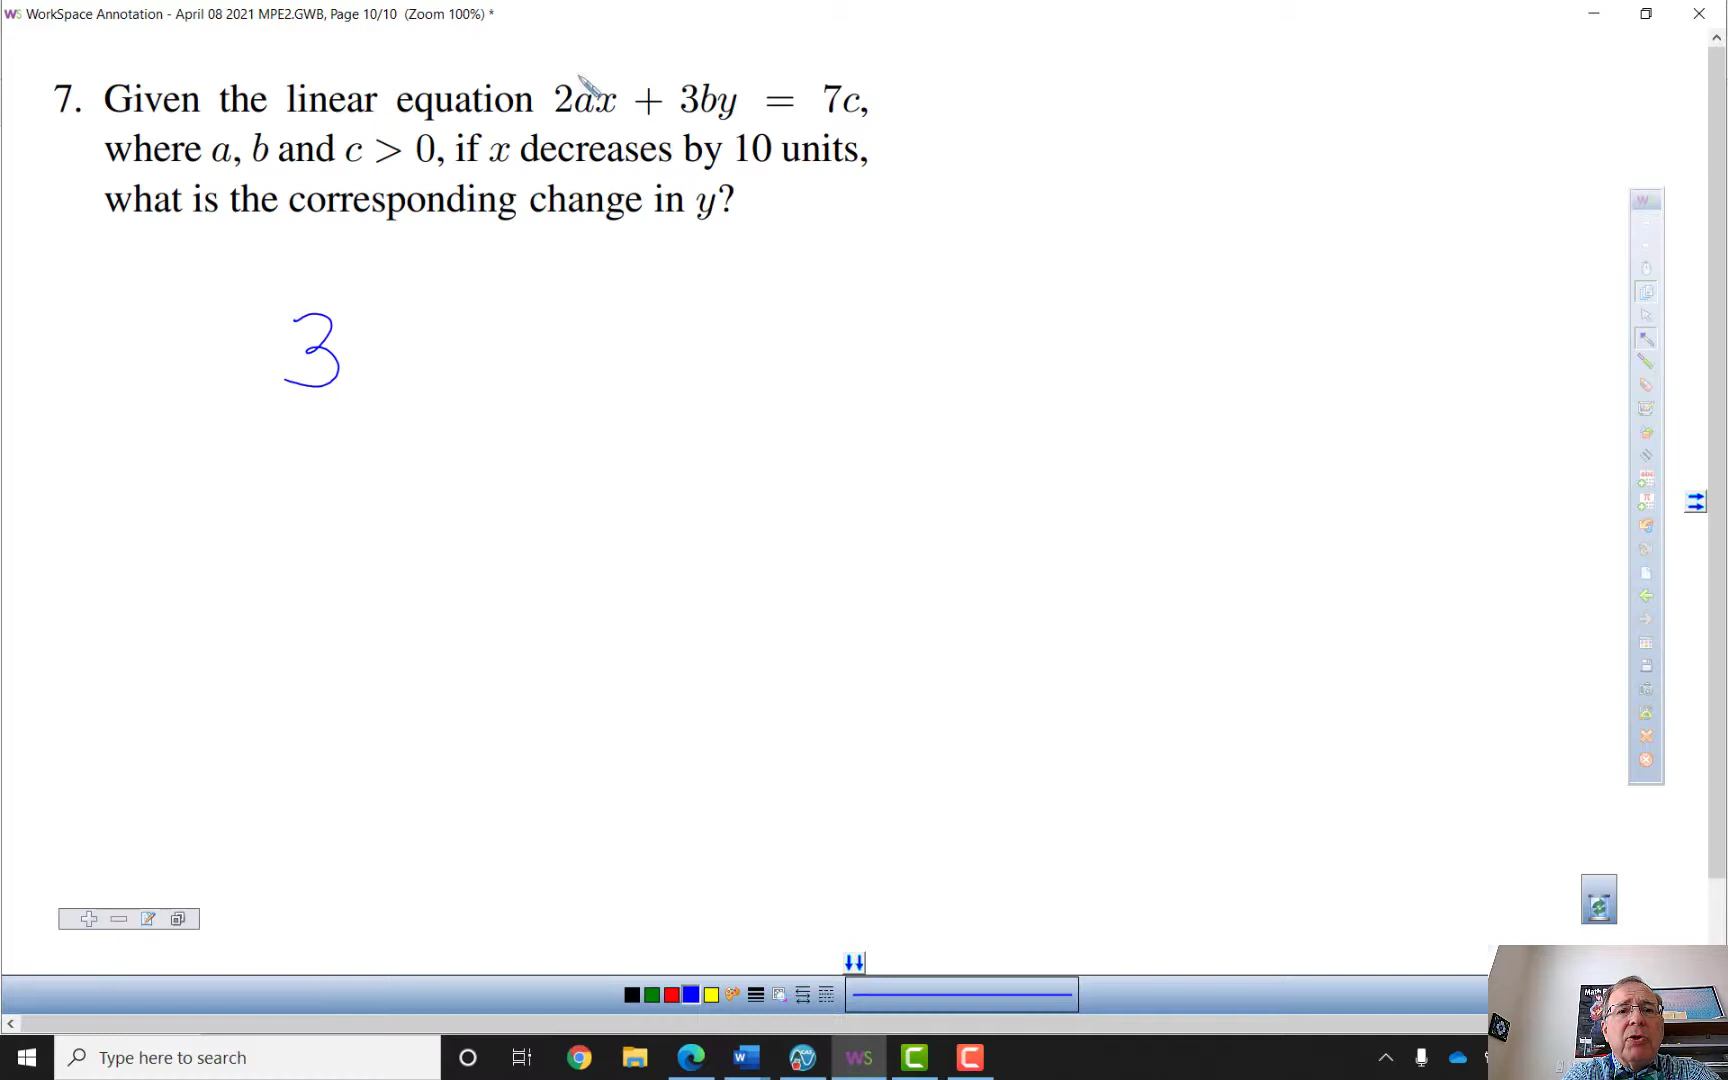 WS WorkSpace Annotation - April 08 2021 MPE2.GWB, Page 10/10 (Zoom 100%) *
7. Given the linear equation 2ax + 3by = 7c,
where a, b and c > 0, if x decreases by 10 units,
what is the corresponding change in y?
3
Type here to search